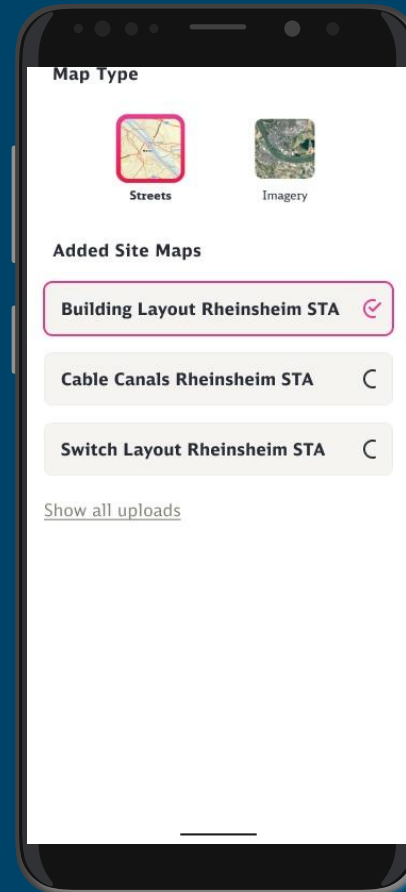 Map Type
Streets
Imagery
Added Site Maps
Building Layout Rheinsheim STA
Cable Canals Rheinsheim STA
Switch Layout Rheinsheim STA
Show all uploads